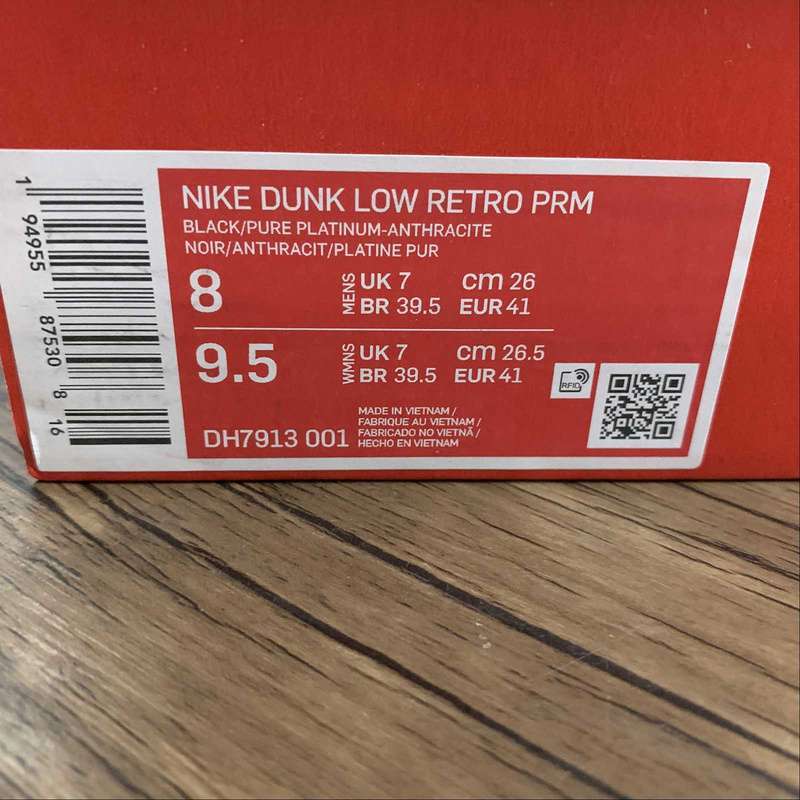 NIKE DUNK LOW RETRO PRM
BLACK/PURE PLATINUM-ANTHRACITE
NOIR/ANTHRACIT/PLATINE PUR
8 MENS UK 7 cm 26
BR 39.5 EUR 41
9.5 WMNS UK 7 cm 26.5
BR 39.5 EUR 41
RFID
MADE IN VIETNAM /
FABRIQUE AU VIETNAM /
FABRICADO NO VIETNÃ /
HECHO EN VIETNAM
DH7913 001
1 94955 87530 8 16